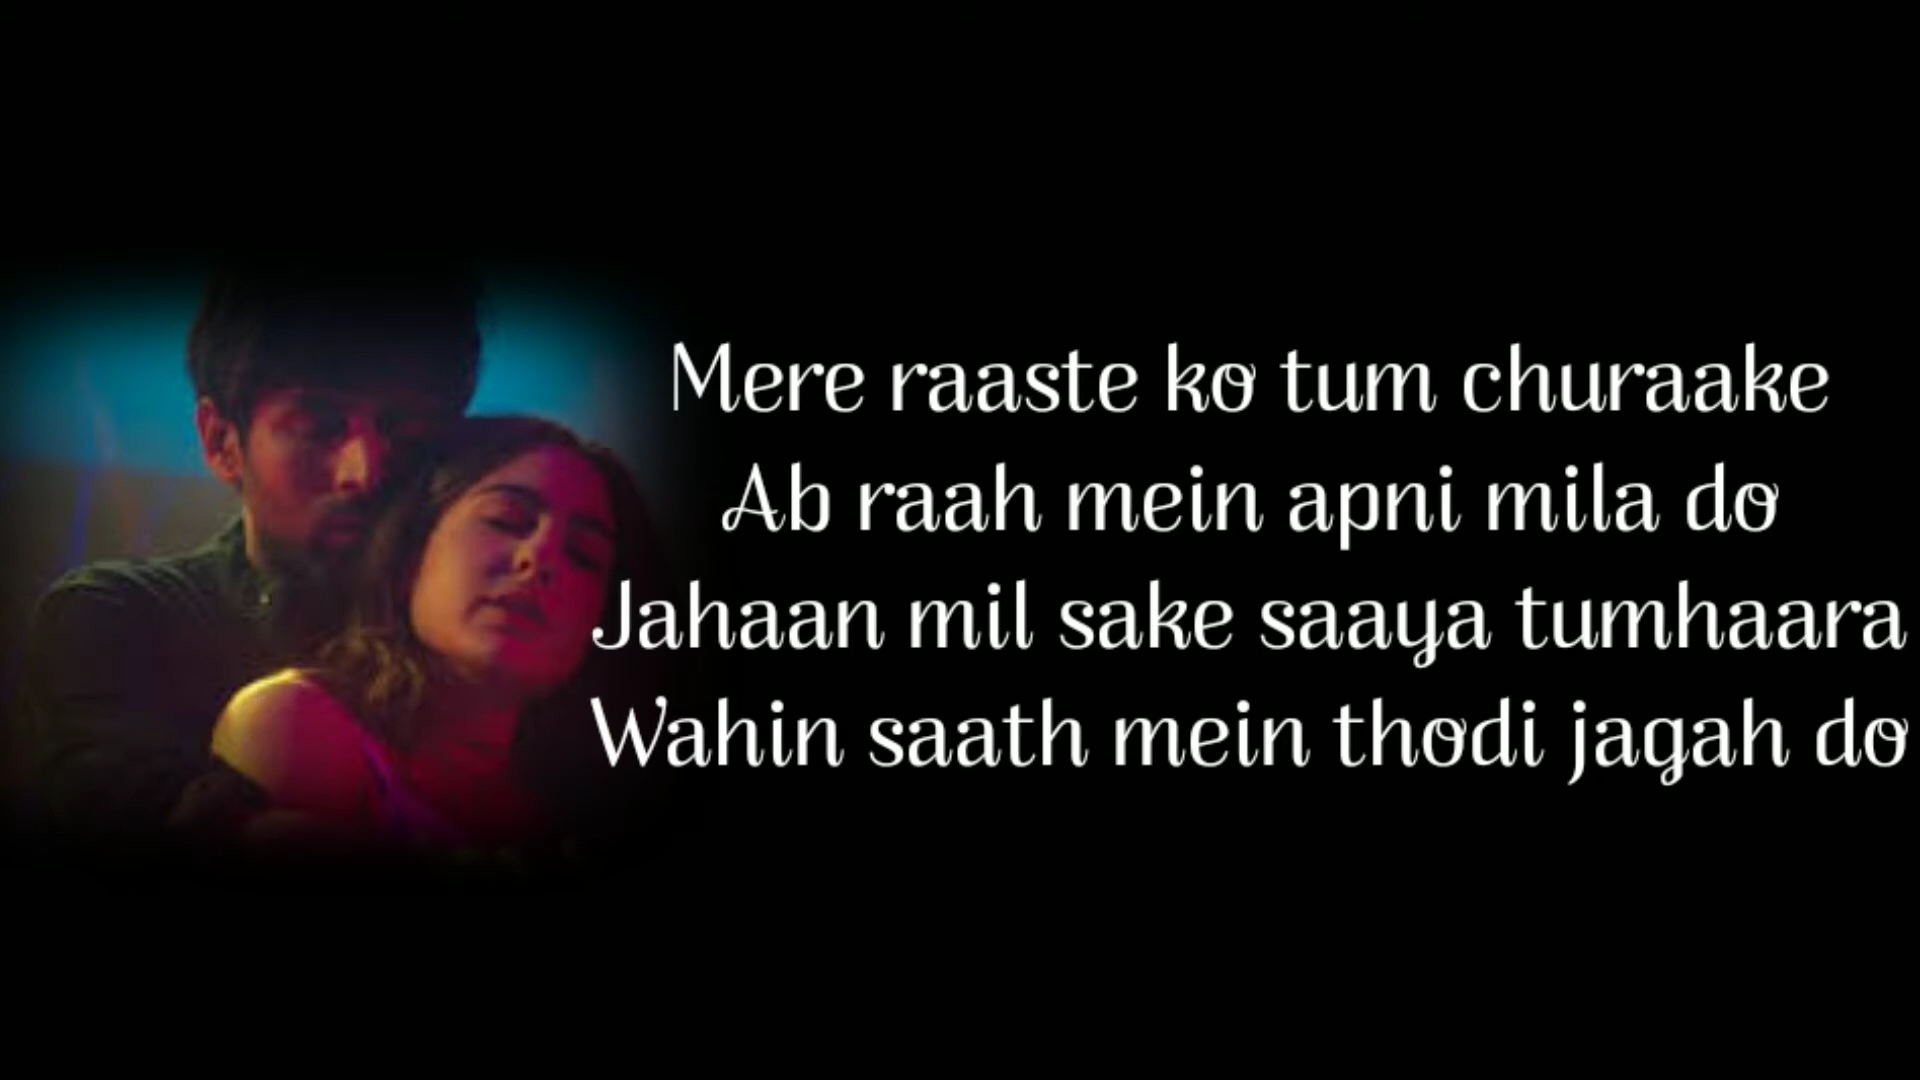 Mere raaste ko tum churaake
Ab raah mein apni mila do
Jahaan mil sake saaya tumhaara
Wahin saath mein thodi jagah do